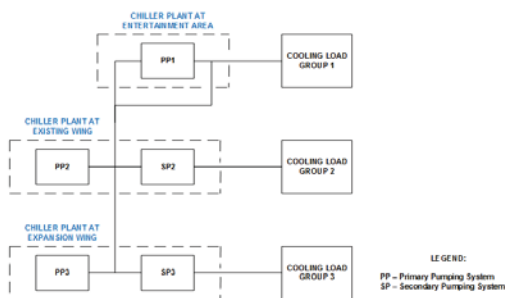 CHILLER PLANT AT
ENTERTAINMENT AREA
PP1
COOLING LOAD
GROUP 1
CHILLER PLANT AT
EXISTING WING
PP2
SP2
COOLING LOAD
GROUP 2
CHILLER PLANT AT
EXPANSION WING
PP3
SP3
COOLING LOAD
GROUP 3
LEGEND:
PP – Primary Pumping System
SP – Secondary Pumping System